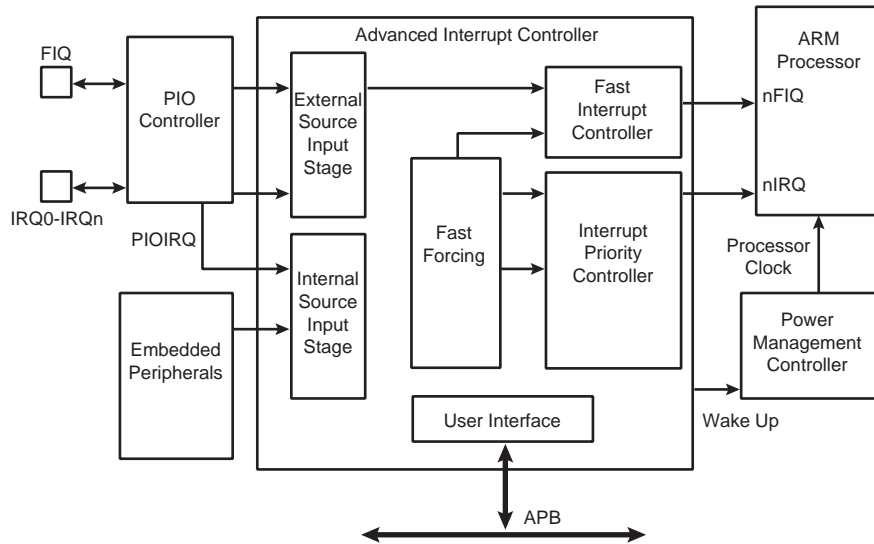 FIQ
IRQ0-IRQn
PIO
Controller
PIOIRQ
Embedded
Peripherals
Advanced Interrupt Controller
External
Source
Input
Stage
Internal
Source
Input
Stage
Fast
Forcing
Fast
Interrupt
Controller
Interrupt
Priority
Controller
User Interface
APB
ARM
Processor
nFIQ
nIRQ
Processor
Clock
Power
Management
Controller
Wake Up